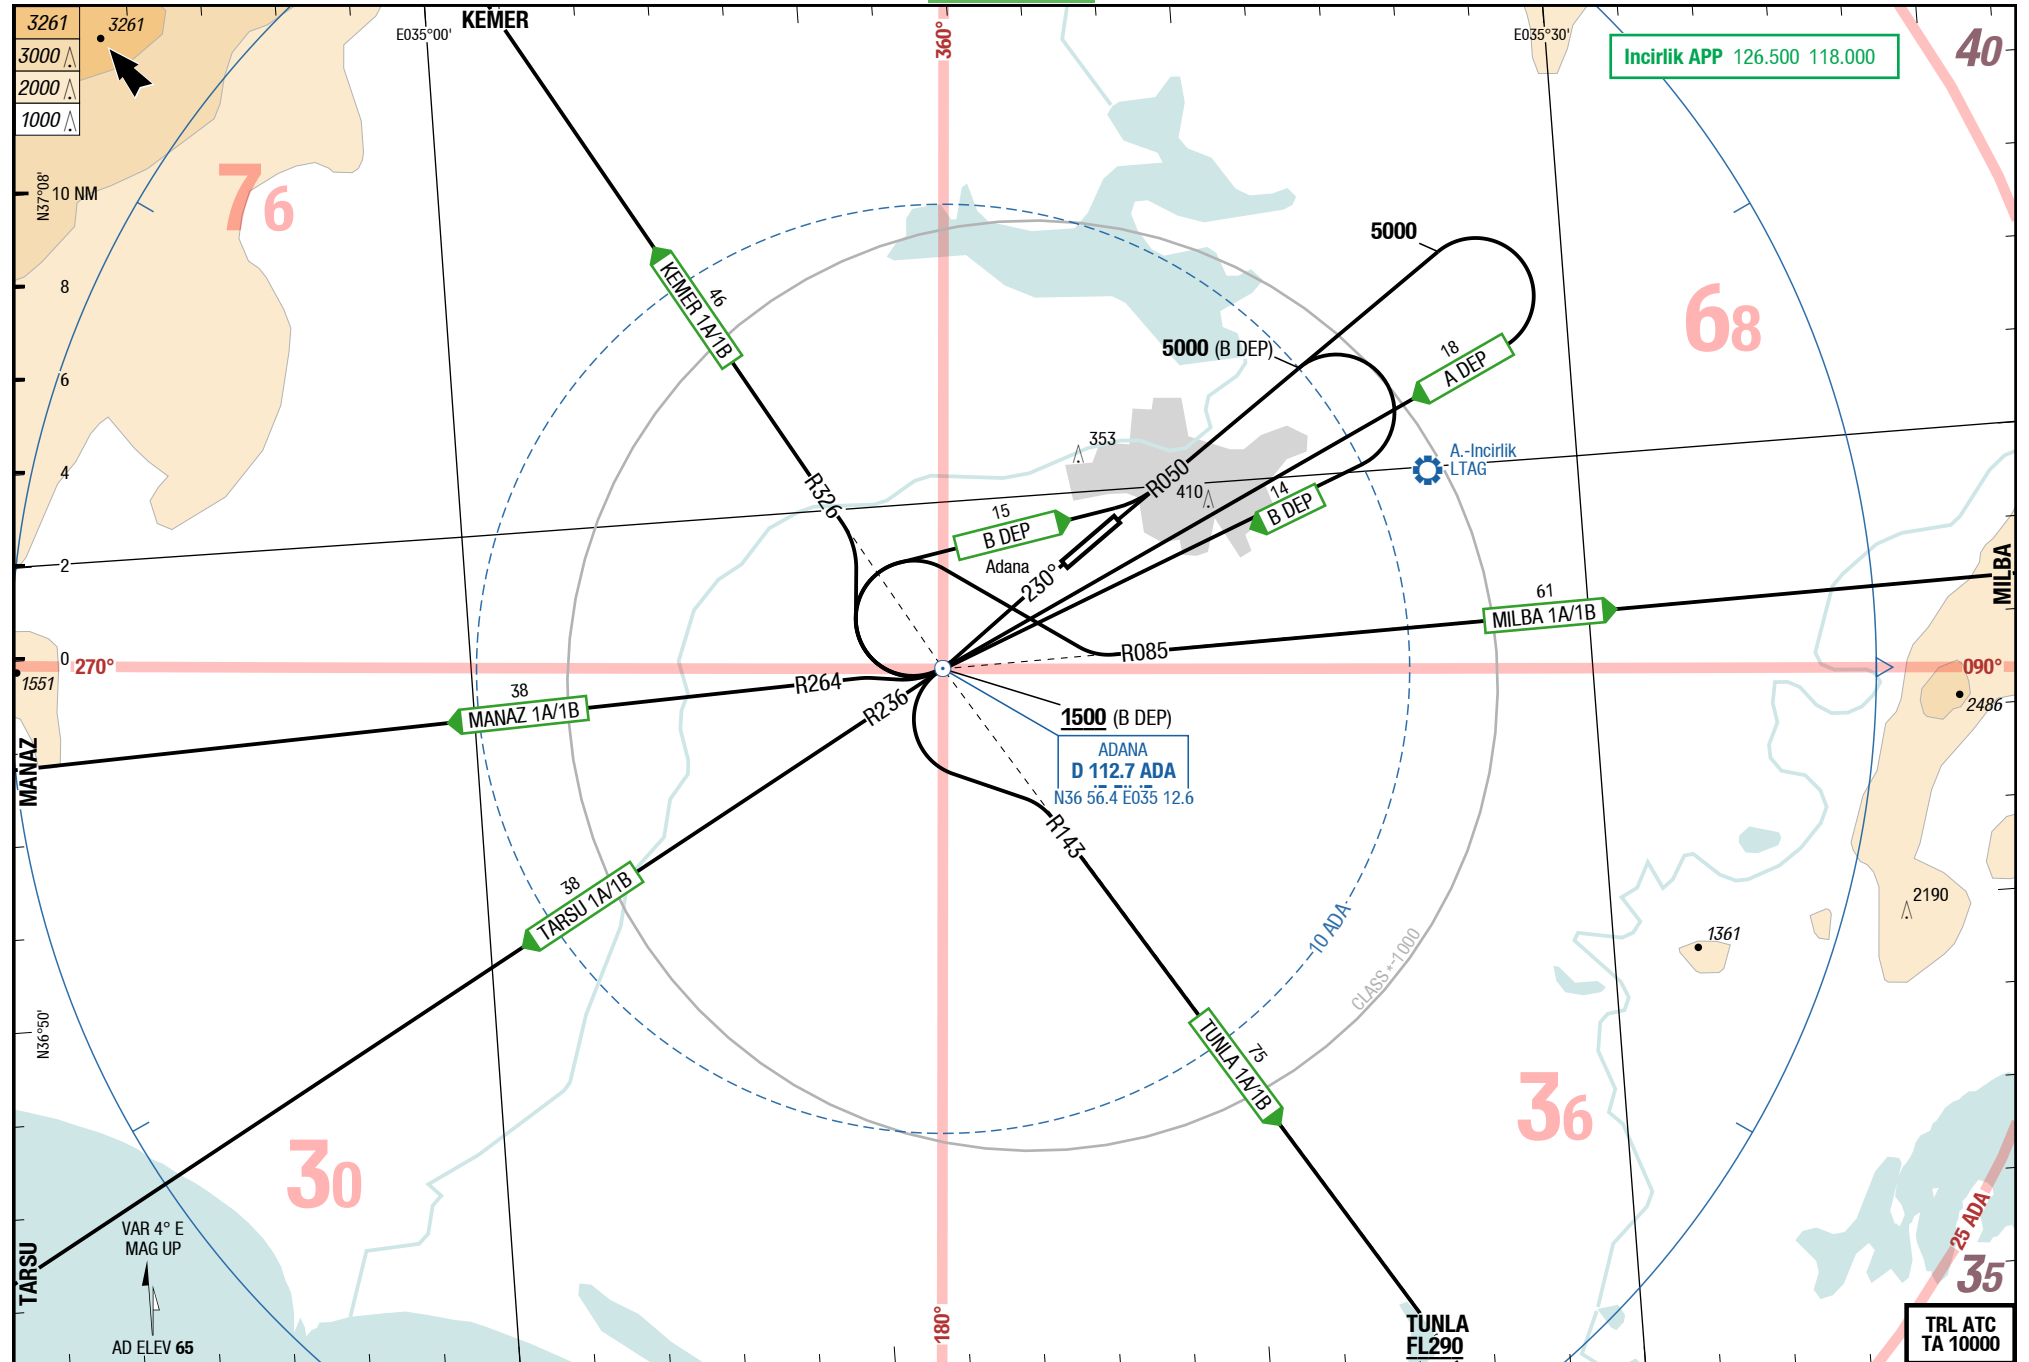 3261
3000
2000
1000
3261
KEMER
E035°00'
360°
E035°30'
Incirlik APP 126.500 118.000
40
N37°08'
10 NM
8
6
4
2
0
76
68
5000
5000 (B DEP)
46
KEMER 1A/1B
18
A DEP
A.-Incirlik
LTAG
353
R050
410
14
B DEP
R326
15
B DEP
Adana
230°
61
MILBA 1A/1B
MILBA
R085
270°
090°
1551
2486
R264
38
MANAZ 1A/1B
MANAZ
R236
1500 (B DEP)
ADANA
D 112.7 ADA
N36 56.4 E035 12.6
R143
38
TARSU 1A/1B
10 ADA
CLASS *-1000
2190
1361
N36°50'
75
TUNLA 1A/1B
36
30
VAR 4° E
MAG UP
AD ELEV 65
TARSU
180°
TUNLA
FL290
25 ADA
35
TRL ATC
TA 10000